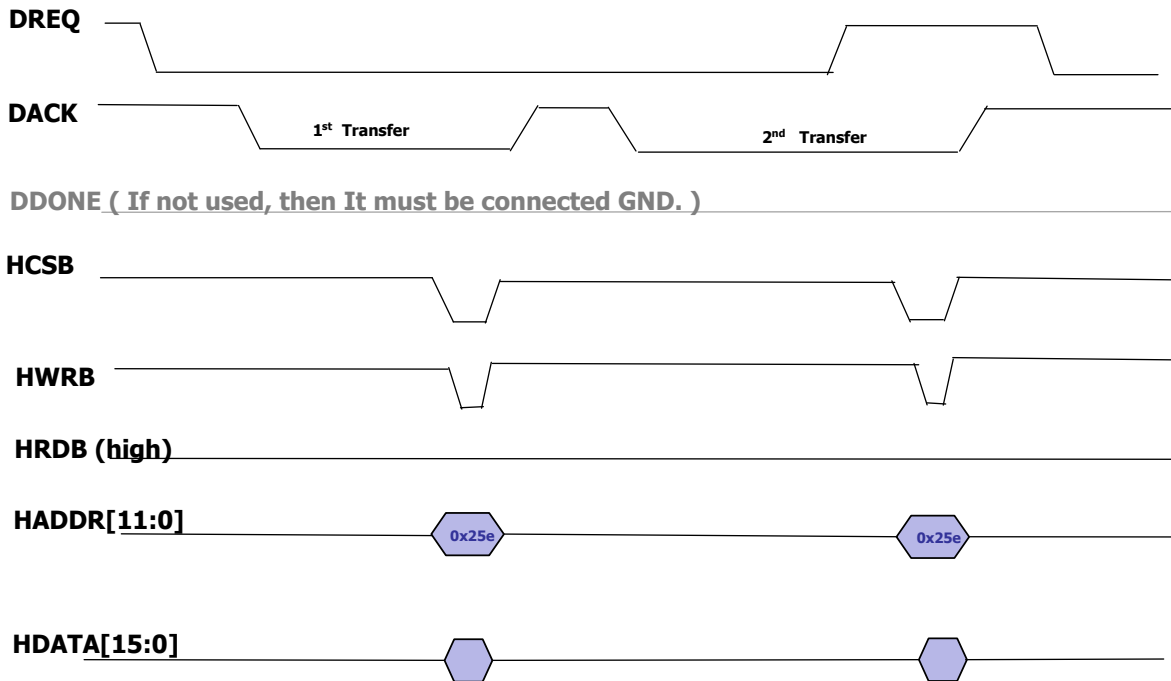 DREQ
DACK
1st Transfer
2nd Transfer
DDONE ( If not used, then It must be connected GND. )
HCSB
HWRB
HRDB (high)
HADDR[11:0]
0x25e
0x25e
HDATA[15:0]